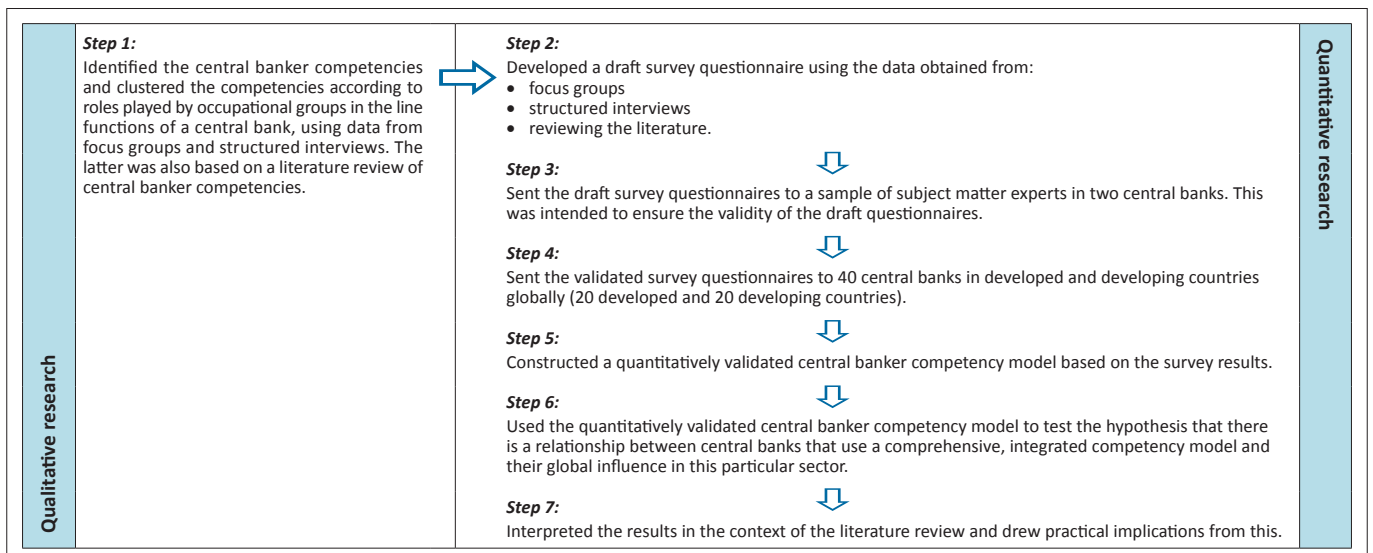 Qualitative research
Step 1:
Identified the central banker competencies
and clustered the competencies according to
roles played by occupational groups in the line
functions of a central bank, using data from
focus groups and structured interviews. The
latter was also based on a literature review of
central banker competencies.
Step 2:
Developed a draft survey questionnaire using the data obtained from:
• focus groups
• structured interviews
• reviewing the literature.
Step 3:
Sent the draft survey questionnaires to a sample of subject matter experts in two central banks. This
was intended to ensure the validity of the draft questionnaires.
Step 4:
Sent the validated survey questionnaires to 40 central banks in developed and developing countries
globally (20 developed and 20 developing countries).
Step 5:
Constructed a quantitatively validated central banker competency model based on the survey results.
Step 6:
Used the quantitatively validated central banker competency model to test the hypothesis that there
is a relationship between central banks that use a comprehensive, integrated competency model and
their global influence in this particular sector.
Step 7:
Interpreted the results in the context of the literature review and drew practical implications from this.
Quantitative research